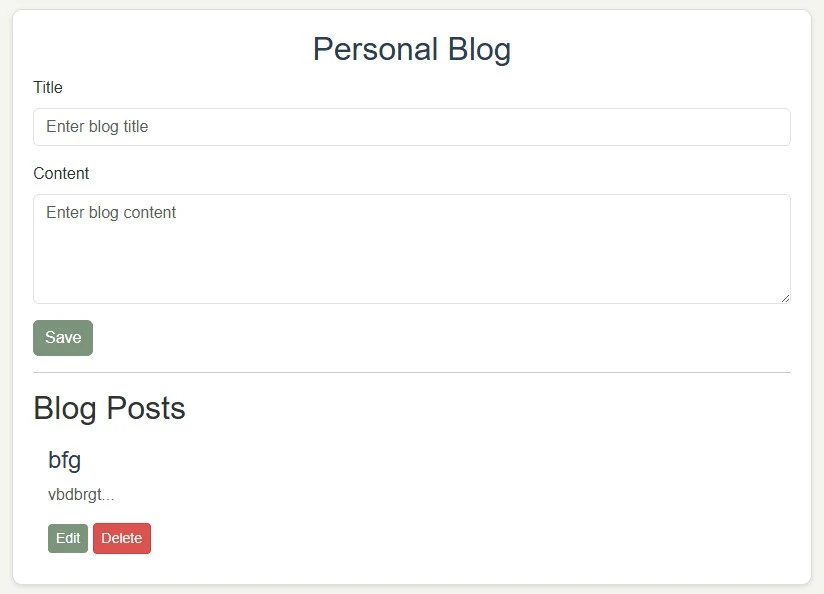 Personal Blog
Title
Enter blog title
Content
Enter blog content
Save
Blog Posts
bfg
vbdbrgt...
Edit Delete